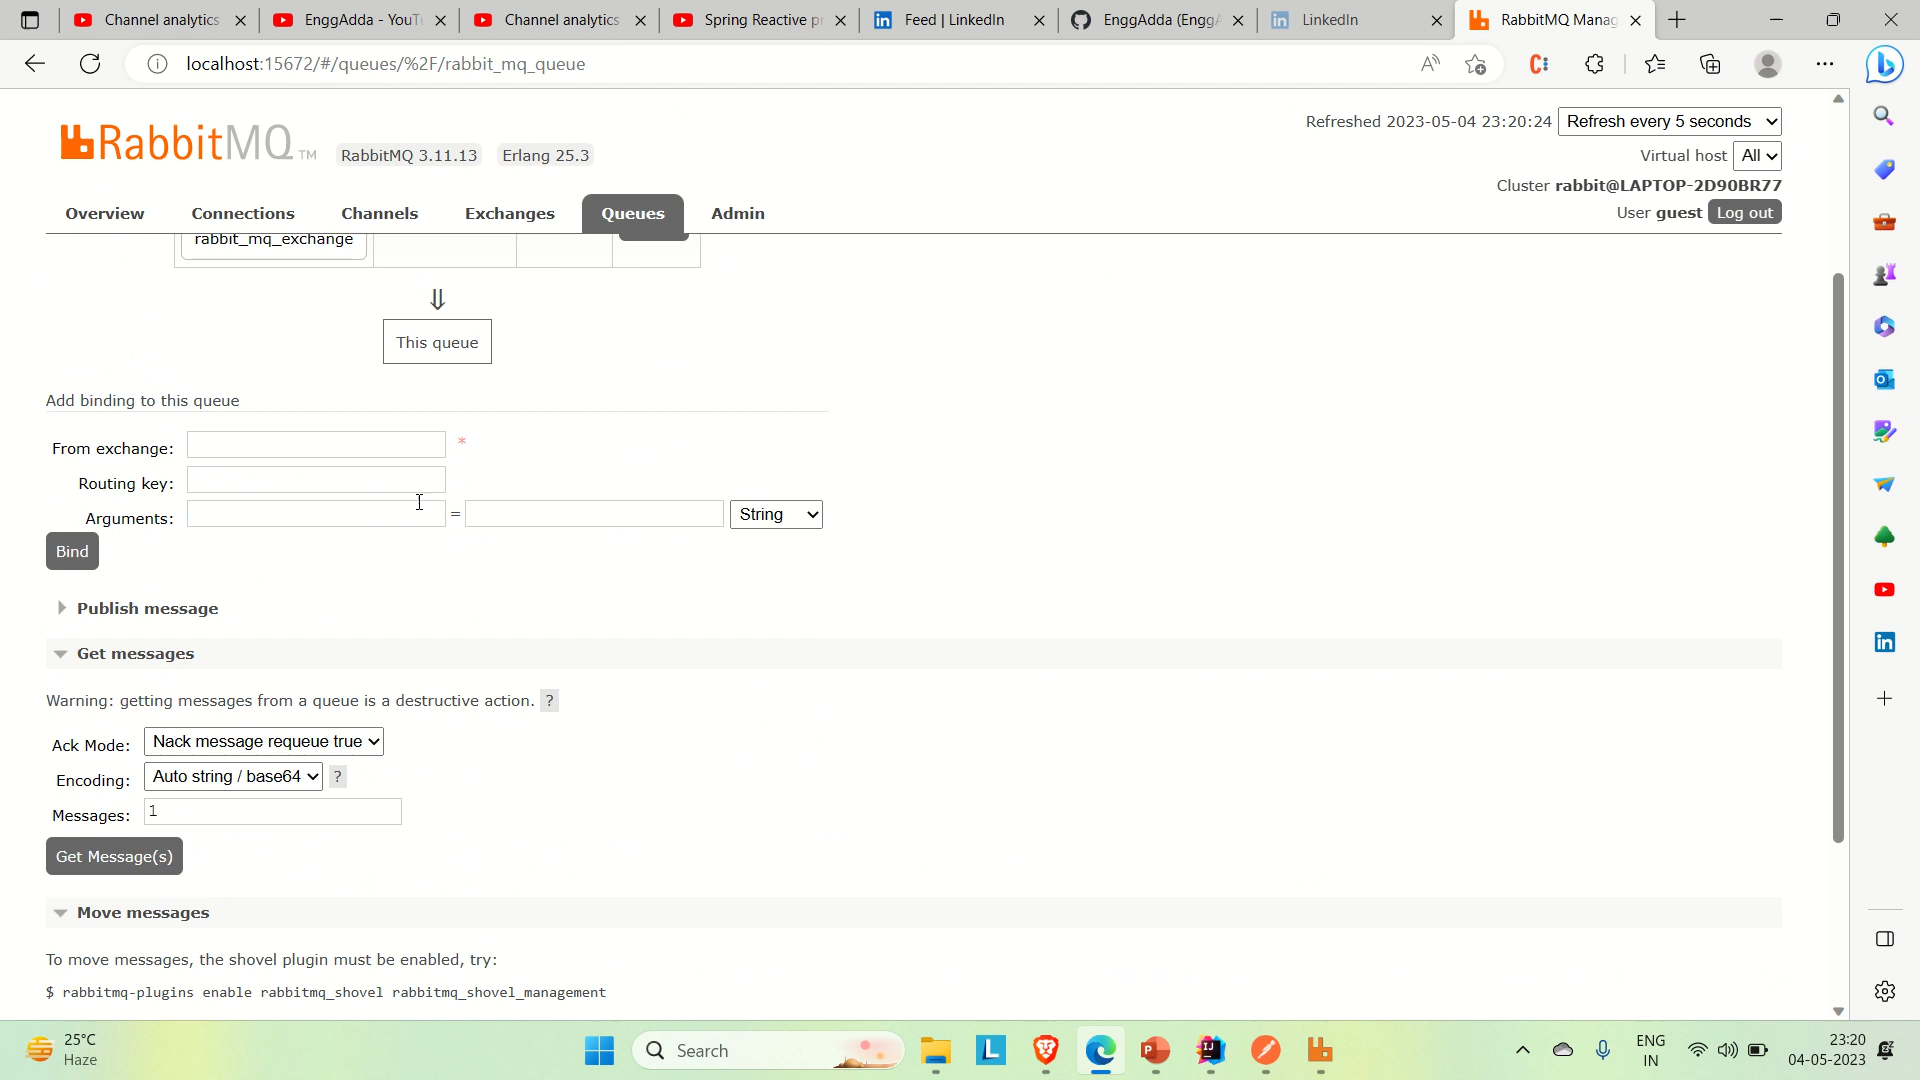 Channel analytics
EnggAdda - YouT
Channel analytics
Spring Reactive p
Feed | LinkedIn
EnggAdda (Engg
LinkedIn
RabbitMQ Manag
localhost:15672/#/queues/%2F/rabbit_mq_queue
RabbitMQ TM
RabbitMQ 3.11.13 Erlang 25.3
Refreshed 2023-05-04 23:20:24 Refresh every 5 seconds
Virtual host All
Cluster rabbit@LAPTOP-2D90BR77
User guest Log out
Overview Connections Channels Exchanges Queues Admin
rabbit_mq_exchange
⇓
This queue
Add binding to this queue
From exchange: *
Routing key:
Arguments: = String
Bind
Publish message
Get messages
Warning: getting messages from a queue is a destructive action. ?
Ack Mode: Nack message requeue true
Encoding: Auto string / base64 ?
Messages: 1
Get Message(s)
Move messages
To move messages, the shovel plugin must be enabled, try:
$ rabbitmq-plugins enable rabbitmq_shovel rabbitmq_shovel_management
25°C
Haze
Search
ENG
IN
23:20
04-05-2023